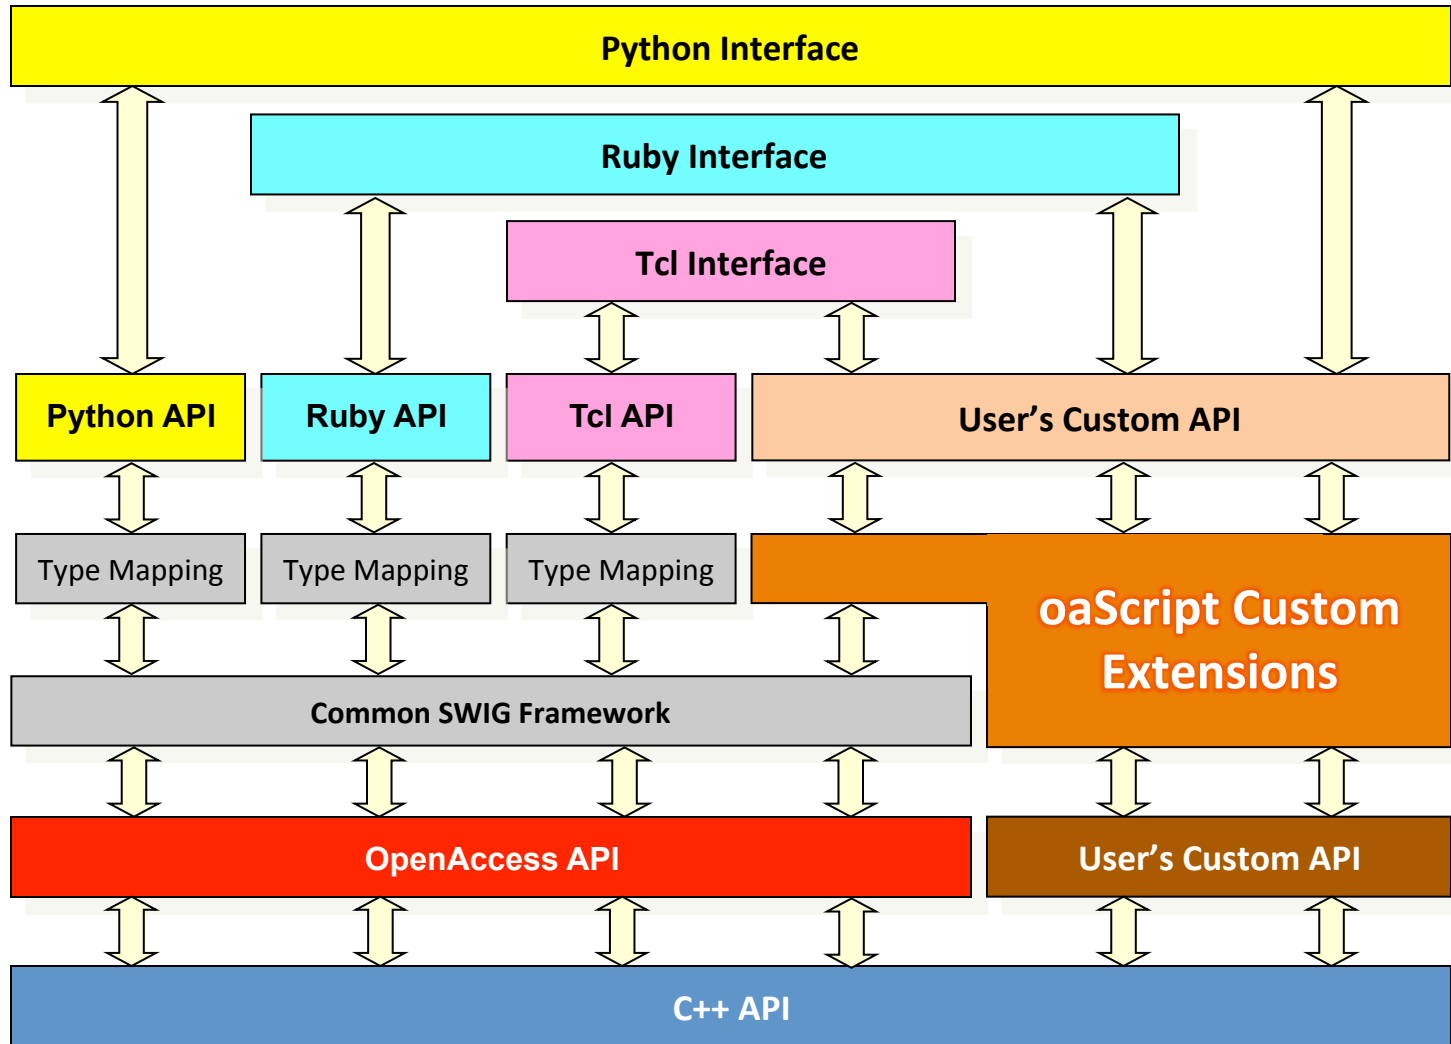 Python Interface
Ruby Interface
Tcl Interface
Python API
Ruby API
Tcl API
User's Custom API
Type Mapping
Type Mapping
Type Mapping
oaScript Custom
Extensions
Common SWIG Framework
OpenAccess API
User's Custom API
C++ API